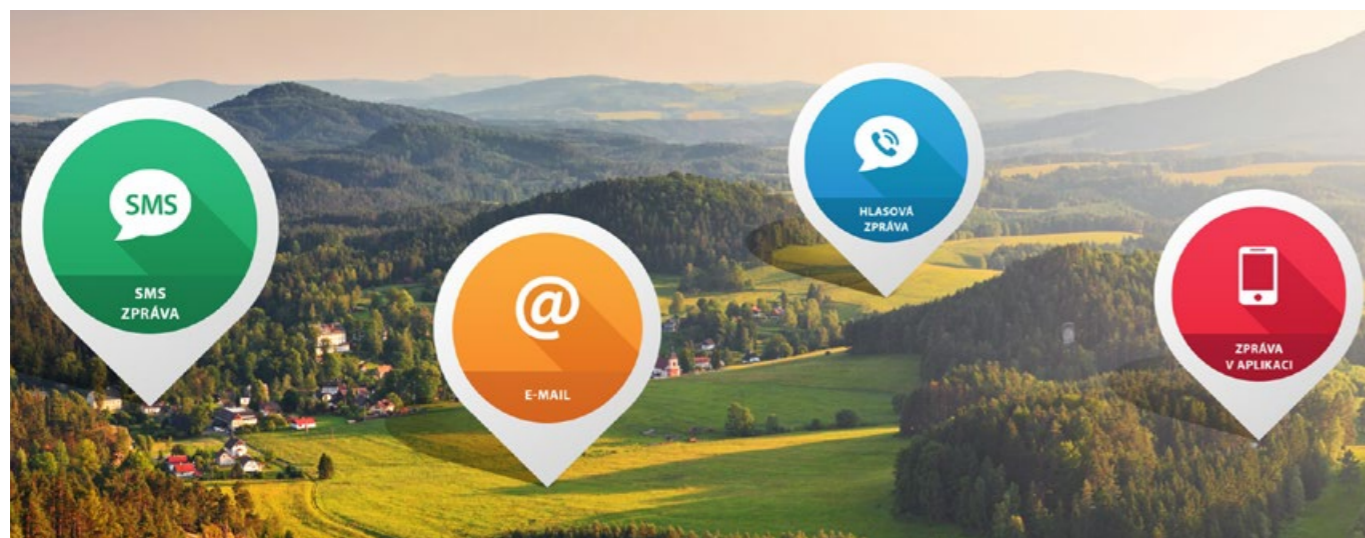 SMS
SMS
ZPRÁVA
@
E-MAIL
HLASOVÁ
ZPRÁVA
ZPRÁVA
V APLIKACI